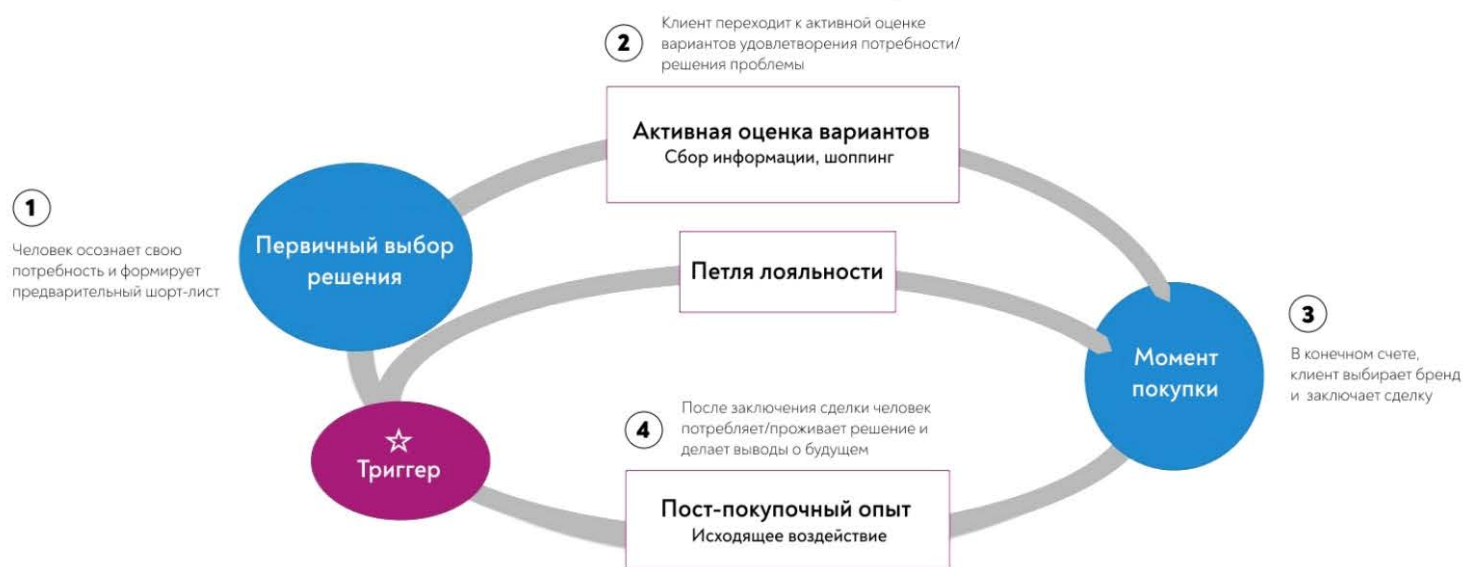 2
Клиент переходит к активной оценке
вариантов удовлетворения потребности/
решения проблемы
Активная оценка вариантов
Сбор информации, шоппинг
1
Человек осознает свою
потребность и формирует
предварительный шорт-лист
Первичный выбор
решения
Петля лояльности
3
В конечном счете,
клиент выбирает бренд
и заключает сделку
Момент
покупки
Триггер
4
После заключения сделки человек
потребляет/проживает решение и
делает выводы о будущем
Пост-покупочный опыт
Исходящее воздействие